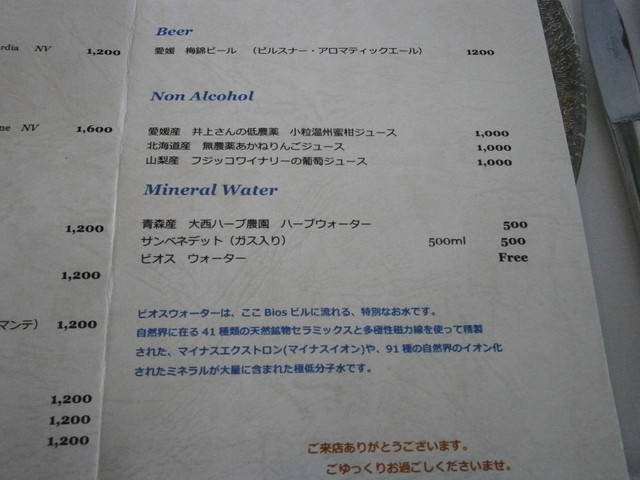 rdia NV 1,200
ne NV 1,600
1,200
1,200
マンテ） 1,200
1,200
1,200
1,200
Beer
愛媛 梅錦ビール （ピルスナー・アロマティックエール） 1200
Non Alcohol
愛媛産 井上さんの低農薬 小粒温州蜜柑ジュース 1,000
北海道産 無農薬あかねりんごジュース 1,000
山梨産 フジッコワイナリーの葡萄ジュース 1,000
Mineral Water
青森産 大西ハーブ農園 ハーブウォーター 500
サンベネデット（ガス入り） 500ml 500
ビオス ウォーター Free
ビオスウォーターは、ここ Bios ビルに流れる、特別なお水です。
自然界に在る 41 種類の天然鉱物セラミックスと多極性磁力線を使って精製
された、マイナスエクストロン(マイナスイオン)や、91 種の自然界のイオン化
されたミネラルが大量に含まれた極低分子水です。
ご来店ありがとうございます。
ごゆっくりお過ごしくださいませ。